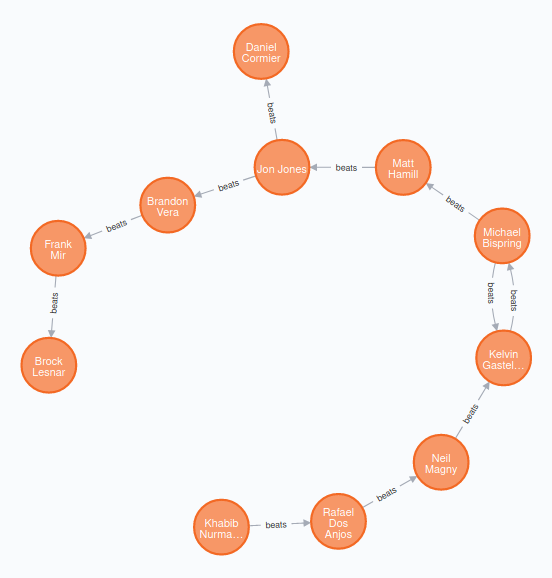 Daniel
Cormier
beats
Jon Jones
beats
Matt
Hamill
beats
Brandon
Vera
beats
beats
Frank
Mir
Michael
Bispring
beats
beats
beats
Brock
Lesnar
Kelvin
Gastel...
beats
Neil
Magny
beats
Khabib
Nurma...
beats
Rafael
Dos
Anjos